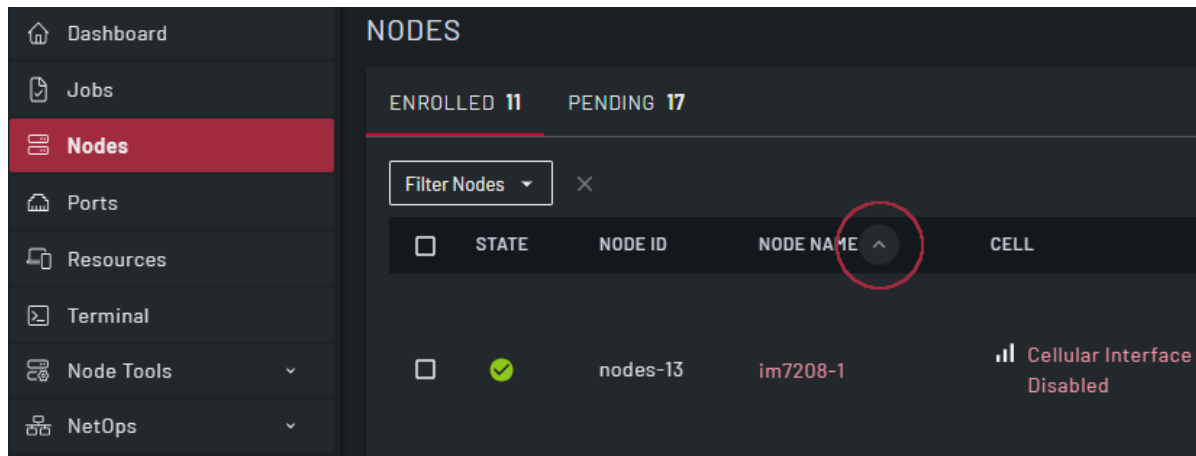 Dashboard
Jobs
Nodes
Ports
Resources
Terminal
Node Tools
NetOps
NODES
ENROLLED 11 PENDING 17
Filter Nodes
STATE NODE ID NODE NAME CELL
nodes-13 im7208-1 Cellular Interface
Disabled